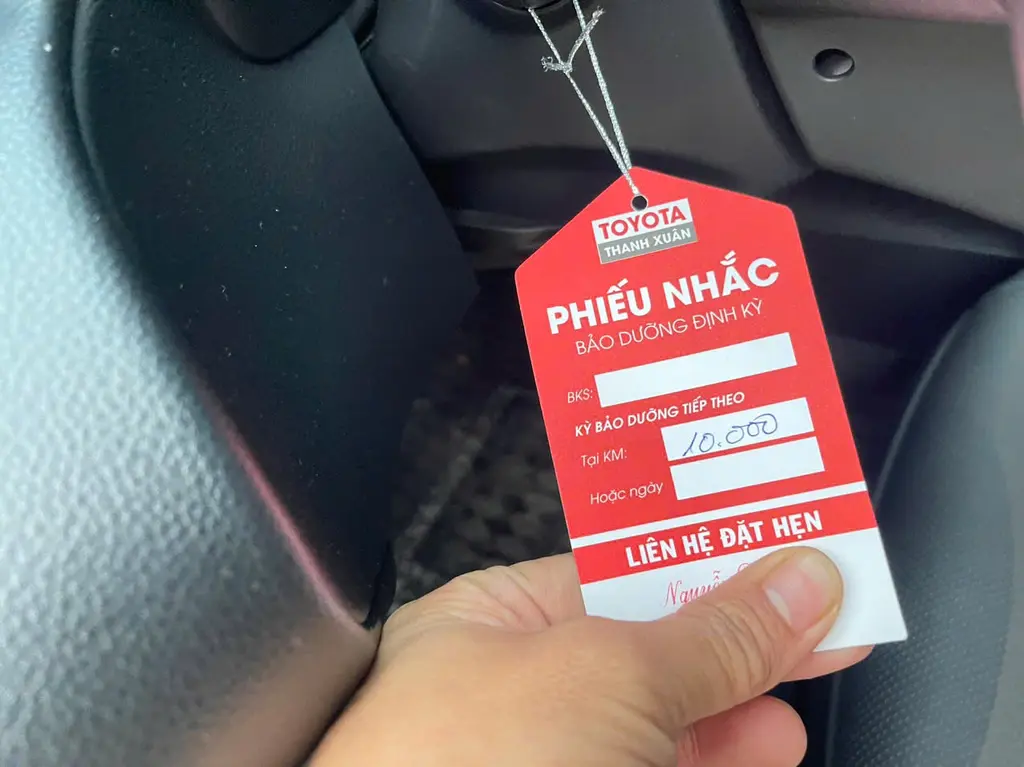 TOYOTA
THANH XUÂN
PHIẾU NHẮC
BẢO DƯỠNG ĐỊNH KỲ
BKS:
KỲ BẢO DƯỠNG TIẾP THEO
Tại KM: 10.000
Hoặc ngày
LIÊN HỆ ĐẶT HẸN